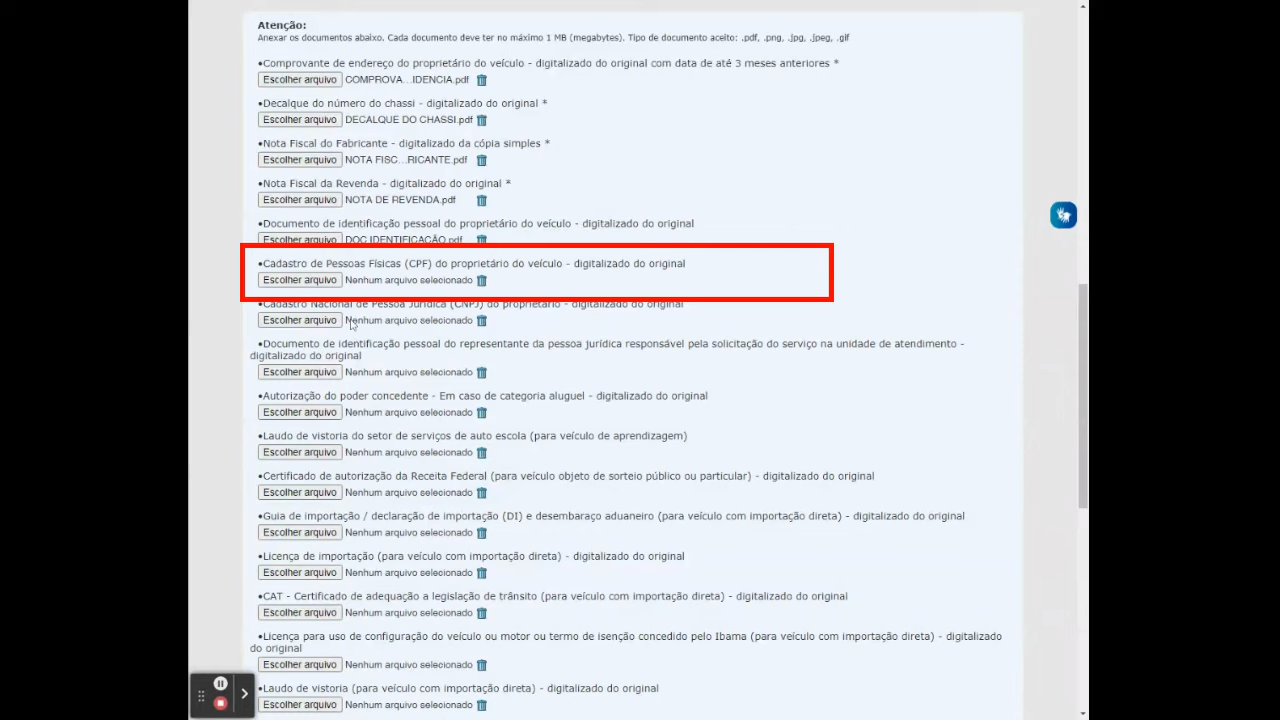 Atenção:
Anexar os documentos abaixo. Cada documento deve ter no máximo 1 MB (megabytes). Tipo de documento aceito: .pdf, .png, .jpg, .jpeg, .gif
•Comprovante de endereço do proprietário do veículo - digitalizado do original com data de até 3 meses anteriores *
Escolher arquivo COMPROVA...IDENCIA.pdf
•Decalque do número do chassi - digitalizado do original *
Escolher arquivo DECALQUE DO CHASSI.pdf
•Nota Fiscal do Fabricante - digitalizado da cópia simples *
Escolher arquivo NOTA FISC...RICANTE.pdf
•Nota Fiscal da Revenda - digitalizado do original *
Escolher arquivo NOTA DE REVENDA.pdf
•Documento de identificação pessoal do proprietário do veículo - digitalizado do original
Escolher arquivo DOC IDENTIFICAÇÃO.pdf
•Cadastro de Pessoas Físicas (CPF) do proprietário do veículo - digitalizado do original
Escolher arquivo Nenhum arquivo selecionado
•Cadastro Nacional de Pessoa Jurídica (CNPJ) do proprietário - digitalizado do original
Escolher arquivo Nenhum arquivo selecionado
•Documento de identificação pessoal do representante da pessoa jurídica responsável pela solicitação do serviço na unidade de atendimento -
digitalizado do original
Escolher arquivo Nenhum arquivo selecionado
•Autorização do poder concedente - Em caso de categoria aluguel - digitalizado do original
Escolher arquivo Nenhum arquivo selecionado
•Laudo de vistoria do setor de serviços de auto escola (para veículo de aprendizagem)
Escolher arquivo Nenhum arquivo selecionado
•Certificado de autorização da Receita Federal (para veículo objeto de sorteio público ou particular) - digitalizado do original
Escolher arquivo Nenhum arquivo selecionado
•Guia de importação / declaração de importação (DI) e desembaraço aduaneiro (para veículo com importação direta) - digitalizado do original
Escolher arquivo Nenhum arquivo selecionado
•Licença de importação (para veículo com importação direta) - digitalizado do original
Escolher arquivo Nenhum arquivo selecionado
•CAT - Certificado de adequação a legislação de trânsito (para veículo com importação direta) - digitalizado do original
Escolher arquivo Nenhum arquivo selecionado
•Licença para uso de configuração do veículo ou motor ou termo de isenção concedido pelo Ibama (para veículo com importação direta) - digitalizado
do original
Escolher arquivo Nenhum arquivo selecionado
•Laudo de vistoria (para veículo com importação direta) - digitalizado do original
Escolher arquivo Nenhum arquivo selecionado